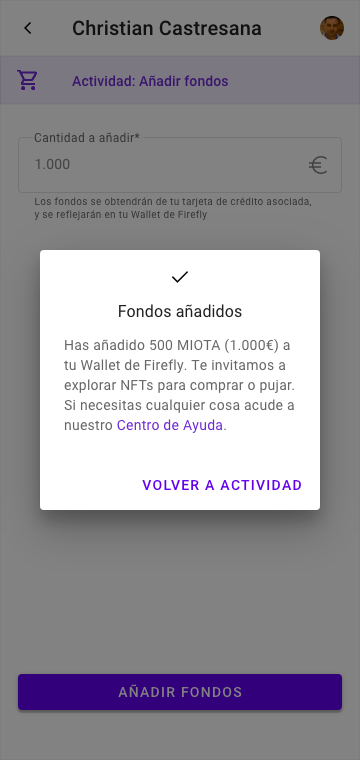 Christian Castresana
Actividad: Añadir fondos
Cantidad a añadir*
1.000
Los fondos se obtendrán de tu tarjeta de crédito asociada,
y se reflejarán en tu Wallet de Firefly
Fondos añadidos
Has añadido 500 MIOTA (1.000€) a
tu Wallet de Firefly. Te invitamos a
explorar NFTs para comprar o pujar.
Si necesitas cualquier cosa acude a
nuestro Centro de Ayuda.
VOLVER A ACTIVIDAD
AÑADIR FONDOS